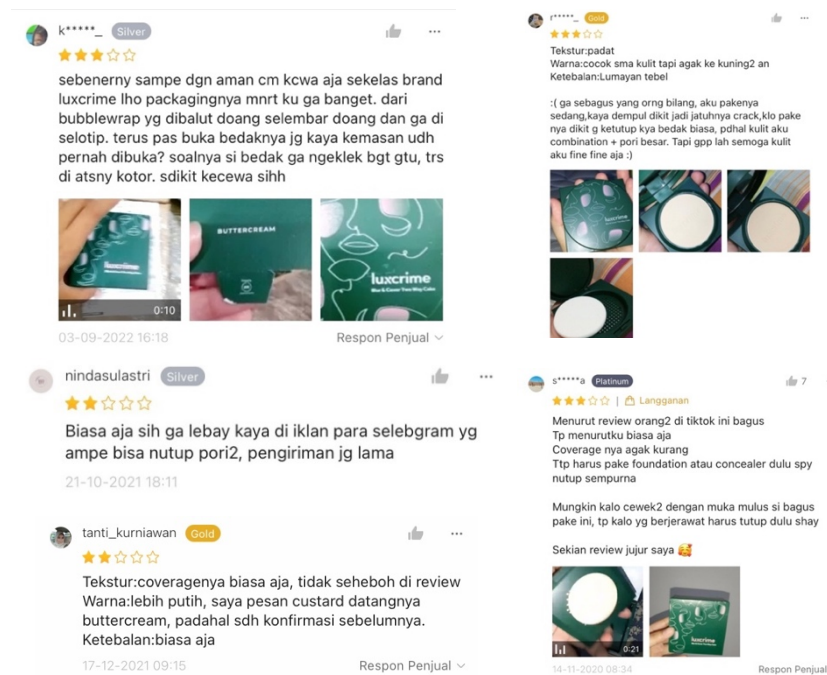 k*****_ Silver
sebenerny sampe dgn aman cm kcwa aja sekelas brand
luxcrime lho packagingnya mnrt ku ga banget. dari
bubblewrap yg dibalut doang selembar doang dan ga di
selotip. terus pas buka bedaknya jg kaya kemasan udh
pernah dibuka? soalnya si bedak ga ngeklek bgt gtu, trs
di atsny kotor. sdikit kecewa sihh
luxcrime
0:10
BUTTERCREAM
luxcrime
Blur & Cover Two Way Cake
03-09-2022 16:18
Respon Penjual
nindasulastri Silver
Biasa aja sih ga lebay kaya di iklan para selebgram yg
ampe bisa nutup pori2, pengiriman jg lama
21-10-2021 18:11
tanti_kurniawan Gold
Tekstur:coveragenya biasa aja, tidak seheboh di review
Warna:lebih putih, saya pesan custard datangnya
buttercream, padahal sdh konfirmasi sebelumnya.
Ketebalan:biasa aja
17-12-2021 09:15
Respon Penjual
r*****_ Gold
Tekstur:padat
Warna:cocok sma kulit tapi agak ke kuning2 an
Ketebalan:Lumayan tebel
:( ga sebagus yang orng bilang, aku pakenya
sedang,kaya dempul dikit jadi jatuhnya crack,klo pake
nya dikit g ketutup kya bedak biasa, pdhal kulit aku
combination + pori besar. Tapi gpp lah semoga kulit
aku fine fine aja :)
luxcrime
s*****a Platinum
7
| Langganan
Menurut review orang2 di tiktok ini bagus
Tp menurutku biasa aja
Coverage nya agak kurang
Ttp harus pake foundation atau concealer dulu spy
nutup sempurna
Mungkin kalo cewek2 dengan muka mulus si bagus
pake ini, tp kalo yg berjerawat harus tutup dulu shay
Sekian review jujur saya 🥰
0:21
luxcrime
14-11-2020 08:34
Respon Penjual